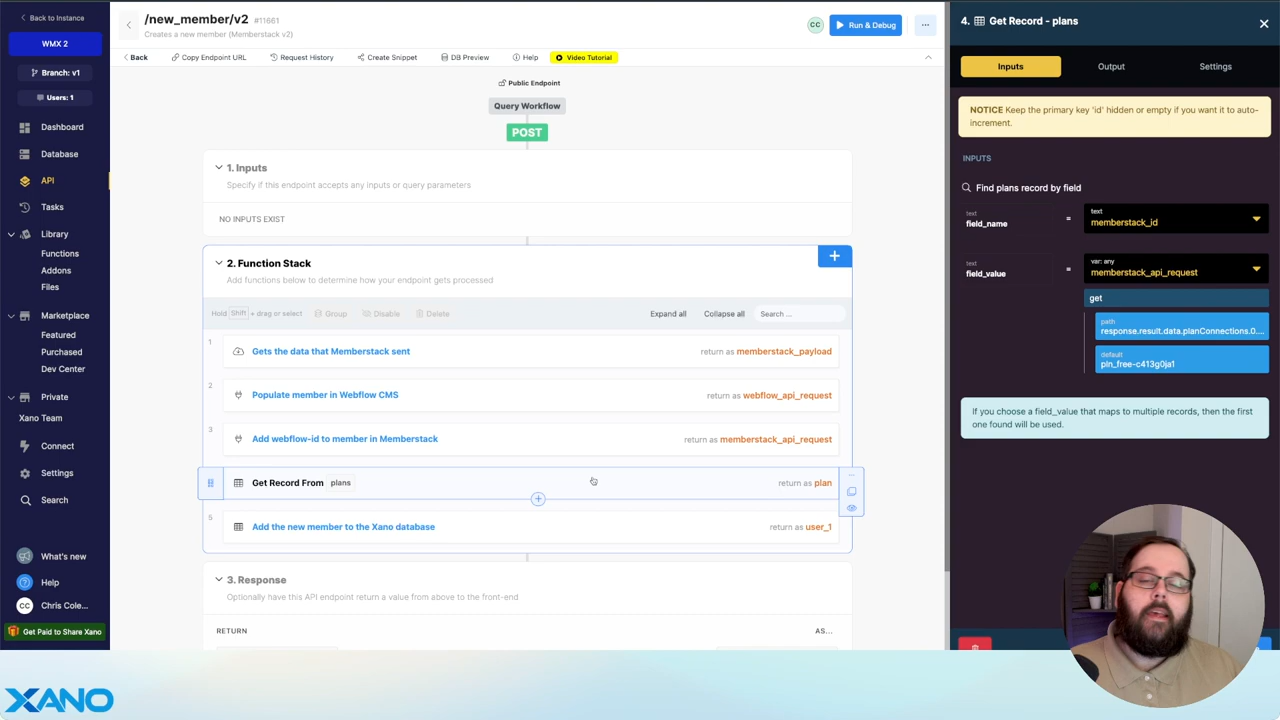 Back to Instance
WMX 2
Branch: v1
Users: 1
Dashboard
Database
API
Tasks
Library
Functions
Addons
Files
Marketplace
Featured
Purchased
Dev Center
Private
Xano Team
Connect
Settings
Search
What's new
Help
CC Chris Cole...
Get Paid to Share Xano
/new_member/v2 #11661
Creates a new member (Memberstack v2)
CC
Run & Debug
Back
Copy Endpoint URL
Request History
Create Snippet
DB Preview
Help
Video Tutorial
Public Endpoint
Query Workflow
POST
1. Inputs
Specify if this endpoint accepts any inputs or query parameters
NO INPUTS EXIST
2. Function Stack
Add functions below to determine how your endpoint gets processed
Hold Shift + drag or select
Group
Disable
Delete
Expand all
Collapse all
Search ...
1 Gets the data that Memberstack sent return as memberstack_payload
2 Populate member in Webflow CMS return as webflow_api_request
3 Add webflow-id to member in Memberstack return as memberstack_api_request
Get Record From plans return as plan
5 Add the new member to the Xano database return as user_1
3. Response
Optionally have this API endpoint return a value from above to the front-end
RETURN AS...
4. Get Record - plans
Inputs
Output
Settings
NOTICE Keep the primary key 'id' hidden or empty if you want it to auto-
increment.
INPUTS
Find plans record by field
text
field_name
=
text
memberstack_id
text
field_value
=
var: any
memberstack_api_request
get
path
response.result.data.planConnections.0....
default
pln_free-c413g0ja1
If you choose a field_value that maps to multiple records, then the first
one found will be used.
XANO